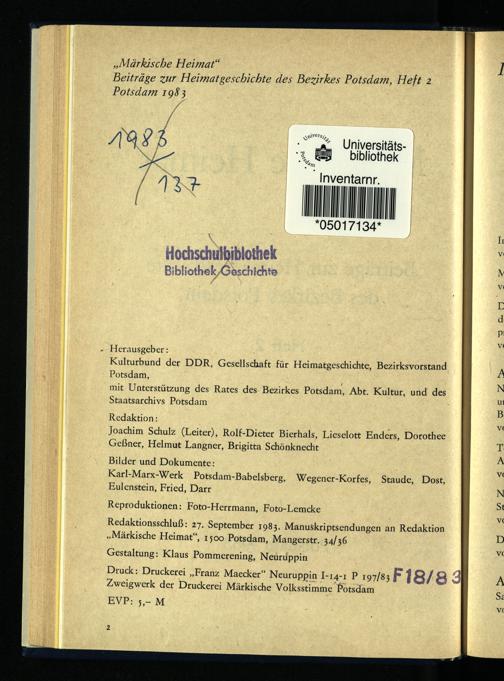 „Märkische Heimat“
Beiträge zur Heimatgeschichte des Bezirkes Potsdam, Heft 2
Potsdam 1983
1983
137
Universität
Potsdam
Universitäts-
bibliothek
Inventarnr.
*05017134*
Hochschulbibliothek
Bibliothek Geschichte
Herausgeber:
Kulturbund der DDR, Gesellschaft für Heimatgeschichte, Bezirksvorstand
Potsdam,
mit Unterstützung des Rates des Bezirkes Potsdam, Abt. Kultur, und des
Staatsarchivs Potsdam
Redaktion:
Joachim Schulz (Leiter), Rolf-Dieter Bierhals, Lieselott Enders, Dorothee
Geßner, Helmut Langner, Brigitta Schönknecht
Bilder und Dokumente:
Karl-Marx-Werk Potsdam-Babelsberg, Wegener-Korfes, Staude, Dost,
Eulenstein, Fried, Darr
Reproduktionen: Foto-Herrmann, Foto-Lemcke
Redaktionsschluß: 27. September 1983. Manuskriptsendungen an Redaktion
„Märkische Heimat“, 1500 Potsdam, Mangerstr. 34/36
Gestaltung: Klaus Pommerening, Neuruppin
Druck: Druckerei „Franz Maecker“ Neuruppin I-14-1 P 197/83 F18/83
Zweigwerk der Druckerei Märkische Volksstimme Potsdam
EVP: 5,– M
2